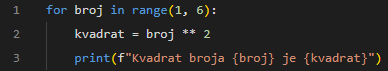 1 for broj in range(1, 6):
2     kvadrat = broj ** 2
3     print(f"Kvadrat broja {broj} je {kvadrat}")